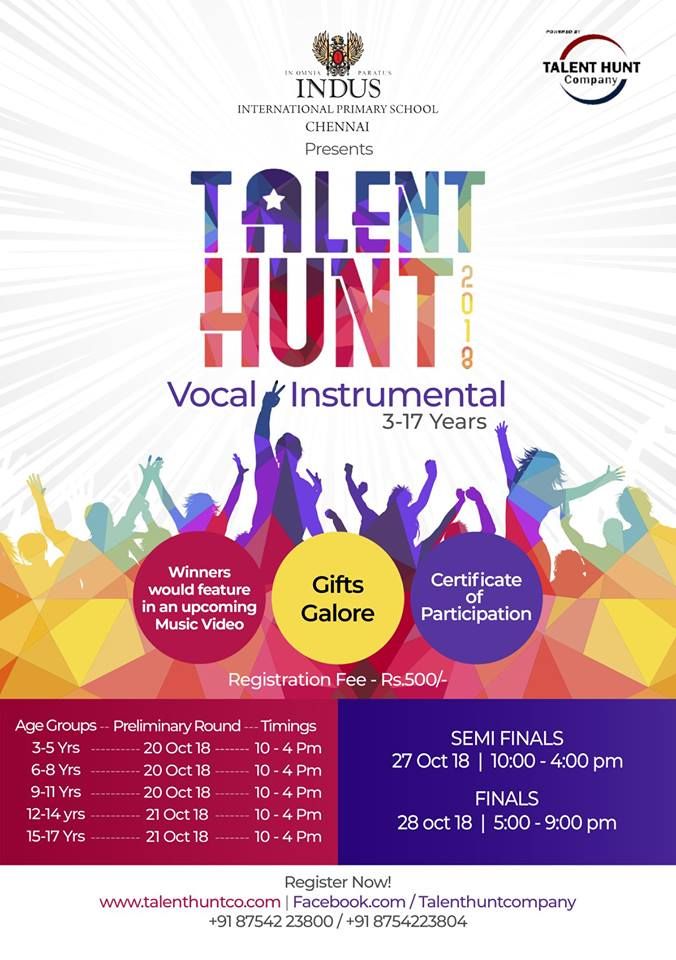 IN OMNIA PARATUS
INDUS
INTERNATIONAL PRIMARY SCHOOL
CHENNAI
Presents
POWERED BY
TALENT HUNT
Company
TALENT
HUNT
2018
Vocal & Instrumental
3-17 Years
Winners
would feature
in an upcoming
Music Video
Gifts
Galore
Certificate
of
Participation
Registration Fee - Rs.500/-
Age Groups -- Preliminary Round --- Timings
3-5 Yrs ---------- 20 Oct 18 ------- 10 - 4 Pm
6-8 Yrs ---------- 20 Oct 18 ------- 10 - 4 Pm
9-11 Yrs --------- 20 Oct 18 ------- 10 - 4 Pm
12-14 yrs --------- 21 Oct 18 ------- 10 - 4 Pm
15-17 Yrs --------- 21 Oct 18 ------- 10 - 4 Pm
SEMI FINALS
27 Oct 18 | 10:00 - 4:00 pm
FINALS
28 oct 18 | 5:00 - 9:00 pm
Register Now!
www.talenthuntco.com | Facebook.com / Talenthuntcompany
+91 87542 23800 / +91 8754223804